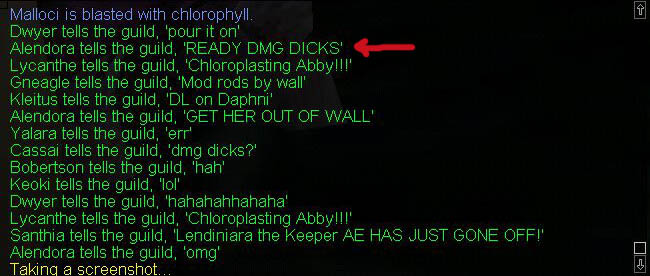 Malloci is blasted with chlorophyll.
Dwyer tells the guild, 'pour it on'
Alendora tells the guild, 'READY DMG DICKS'
Lycanthe tells the guild, 'Chloroplasting Abby!!!'
Gneagle tells the guild, 'Mod rods by wall'
Kleitus tells the guild, 'DL on Daphni'
Alendora tells the guild, 'GET HER OUT OF WALL'
Yalara tells the guild, 'err'
Cassai tells the guild, 'dmg dicks?'
Bobertson tells the guild, 'hah'
Keoki tells the guild, 'lol'
Dwyer tells the guild, 'hahahahhahaha'
Lycanthe tells the guild, 'Chloroplasting Abby!!!'
Santhia tells the guild, 'Lendiniara the Keeper AE HAS JUST GONE OFF!'
Alendora tells the guild, 'omg'
Taking a screenshot...